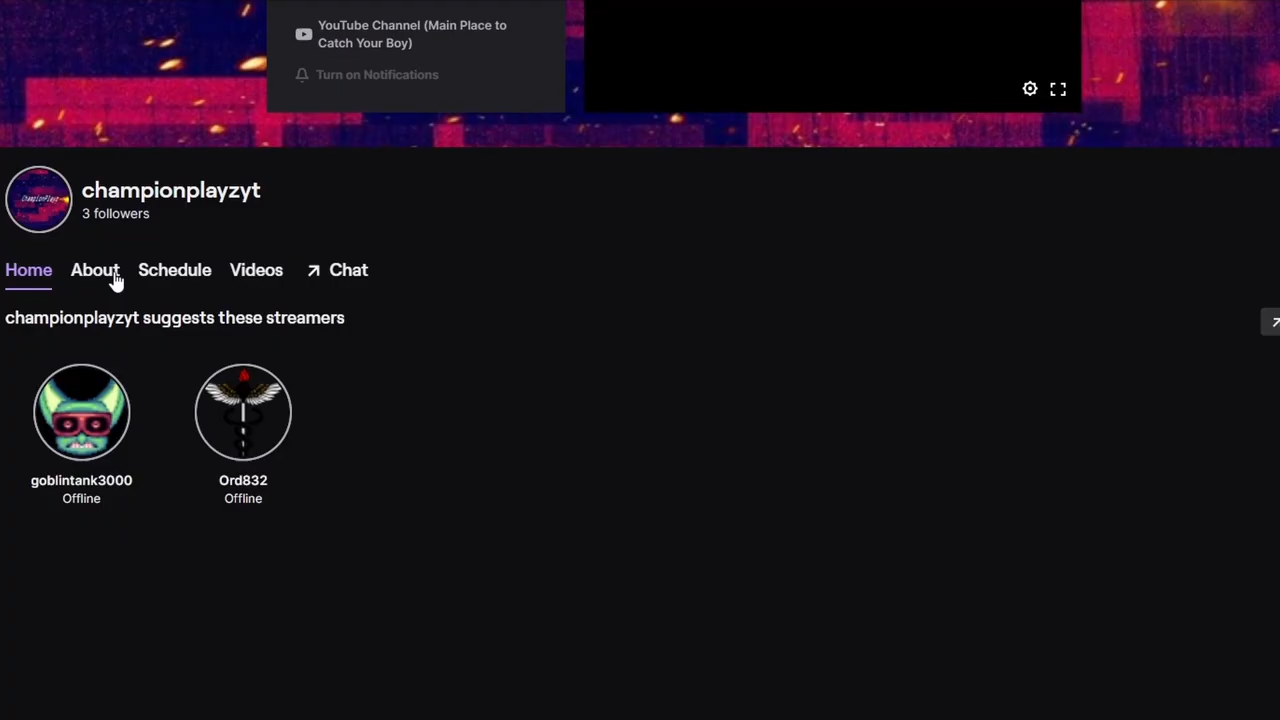 YouTube Channel (Main Place to
Catch Your Boy)
Turn on Notifications
championplayzyt
3 followers
Home About Schedule Videos Chat
championplayzyt suggests these streamers
goblintank3000 Ord832
Offline Offline